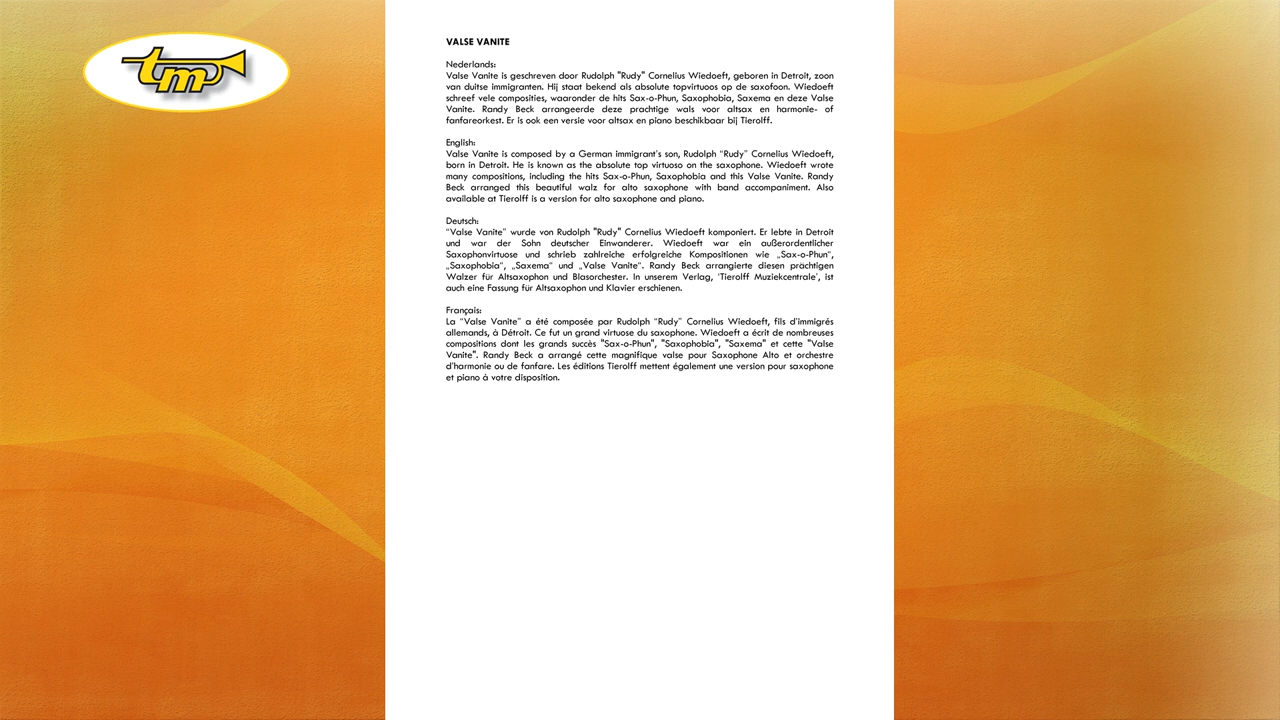 tm
VALSE VANITE
Nederlands:
Valse Vanite is geschreven door Rudolph "Rudy" Cornelius Wiedoeft, geboren in Detroit, zoon
van duitse immigranten. Hij staat bekend als absolute topvirtuoos op de saxofoon. Wiedoeft
schreef vele composities, waaronder de hits Sax-o-Phun, Saxophobia, Saxema en deze Valse
Vanite. Randy Beck arrangeerde deze prachtige wals voor altsax en harmonie- of
fanfareorkest. Er is ook een versie voor altsax en piano beschikbaar bij Tierolff.
English:
Valse Vanite is composed by a German immigrant's son, Rudolph “Rudy” Cornelius Wiedoeft,
born in Detroit. He is known as the absolute top virtuoso on the saxophone. Wiedoeft wrote
many compositions, including the hits Sax-o-Phun, Saxophobia and this Valse Vanite. Randy
Beck arranged this beautiful walz for alto saxophone with band accompaniment. Also
available at Tierolff is a version for alto saxophone and piano.
Deutsch:
“Valse Vanite” wurde von Rudolph "Rudy" Cornelius Wiedoeft komponiert. Er lebte in Detroit
und war der Sohn deutscher Einwanderer. Wiedoeft war ein außerordentlicher
Saxophonvirtuose und schrieb zahlreiche erfolgreiche Kompositionen wie „Sax-o-Phun”,
„Saxophobia”, „Saxema” und „Valse Vanite”. Randy Beck arrangierte diesen prächtigen
Walzer für Altsaxophon und Blasorchester. In unserem Verlag, 'Tierolff Muziekcentrale', ist
auch eine Fassung für Altsaxophon und Klavier erschienen.
Français:
La “Valse Vanite” a été composée par Rudolph “Rudy” Cornelius Wiedoeft, fils d'immigrés
allemands, à Détroit. Ce fut un grand virtuose du saxophone. Wiedoeft a écrit de nombreuses
compositions dont les grands succès "Sax-o-Phun", "Saxophobia", "Saxema" et cette "Valse
Vanite". Randy Beck a arrangé cette magnifique valse pour Saxophone Alto et orchestre
d'harmonie ou de fanfare. Les éditions Tierolff mettent également une version pour saxophone
et piano à votre disposition.